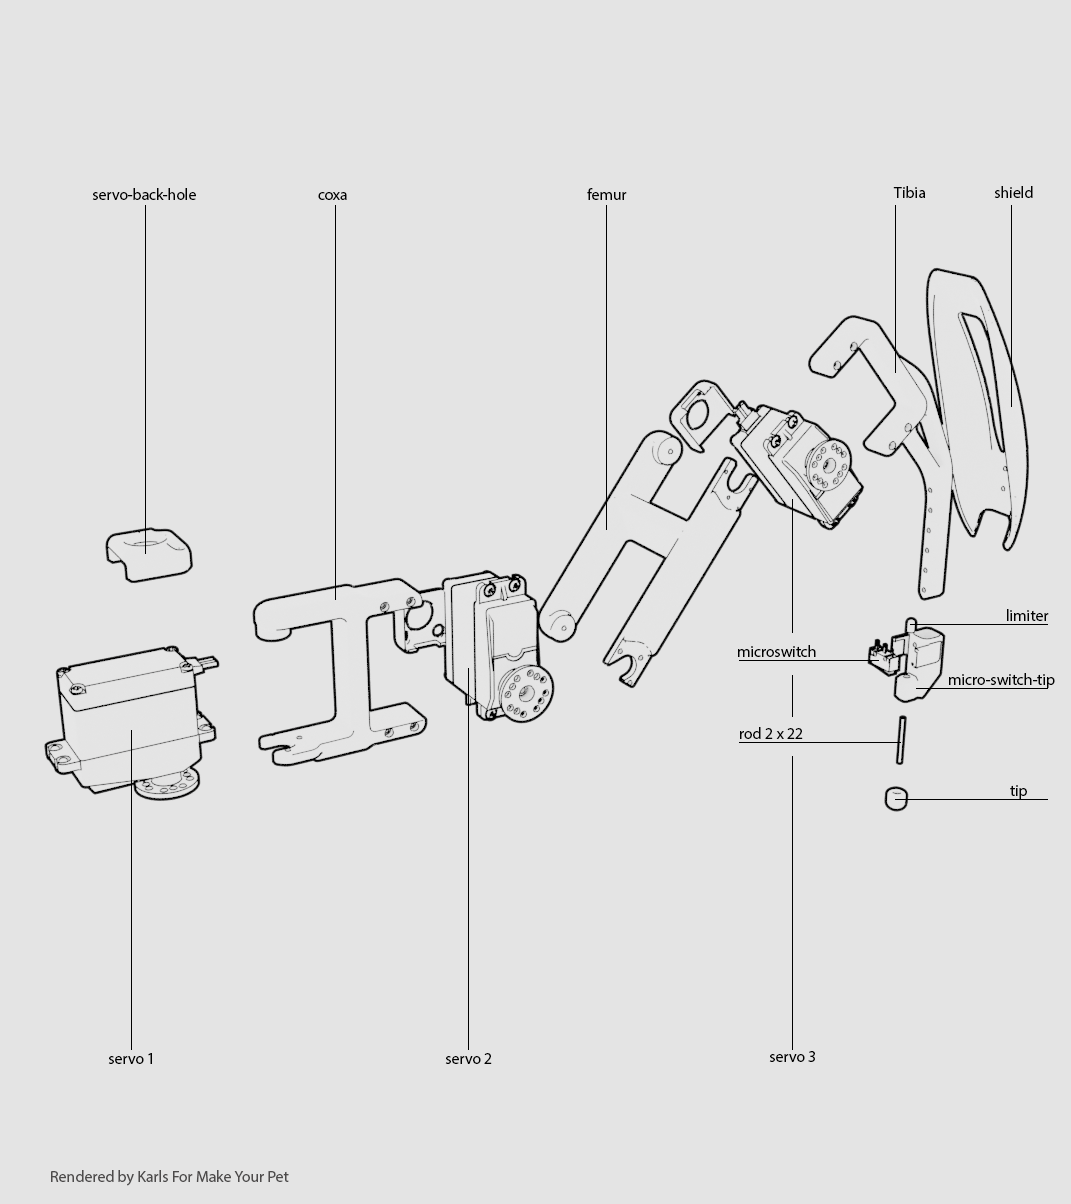 servo-back-hole
coxa
femur
Tibia
shield
limiter
microswitch
micro-switch-tip
rod 2 x 22
tip
servo 1
servo 2
servo 3
Rendered by Karls For Make Your Pet